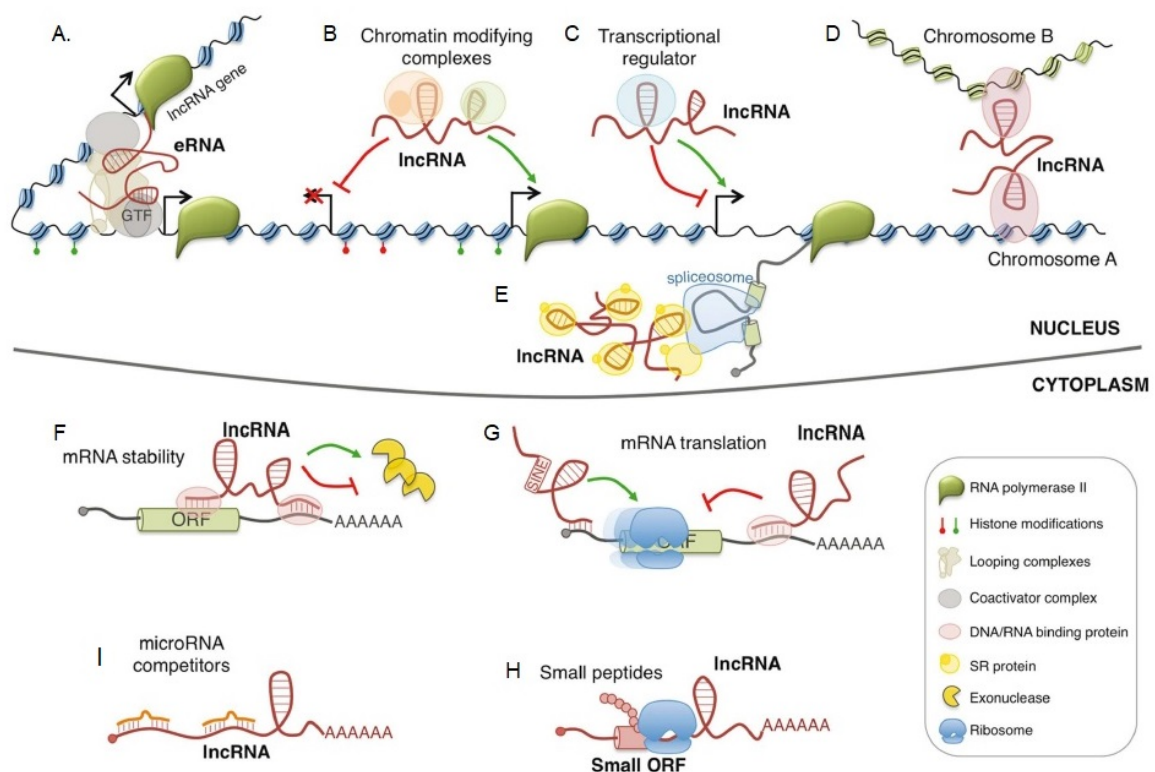 A.
lncRNA gene
eRNA
GTF
B
Chromatin modifying
complexes
lncRNA
C
Transcriptional
regulator
lncRNA
D
Chromosome B
lncRNA
Chromosome A
E
spliceosome
lncRNA
NUCLEUS
CYTOPLASM
F
lncRNA
mRNA stability
ORF
AAAAAA
G
mRNA translation
lncRNA
SINE
ORF
AAAAAA
I
microRNA
competitors
AAAAAA
lncRNA
H
Small peptides
lncRNA
AAAAAA
Small ORF
RNA polymerase II
Histone modifications
Looping complexes
Coactivator complex
DNA/RNA binding protein
SR protein
Exonuclease
Ribosome